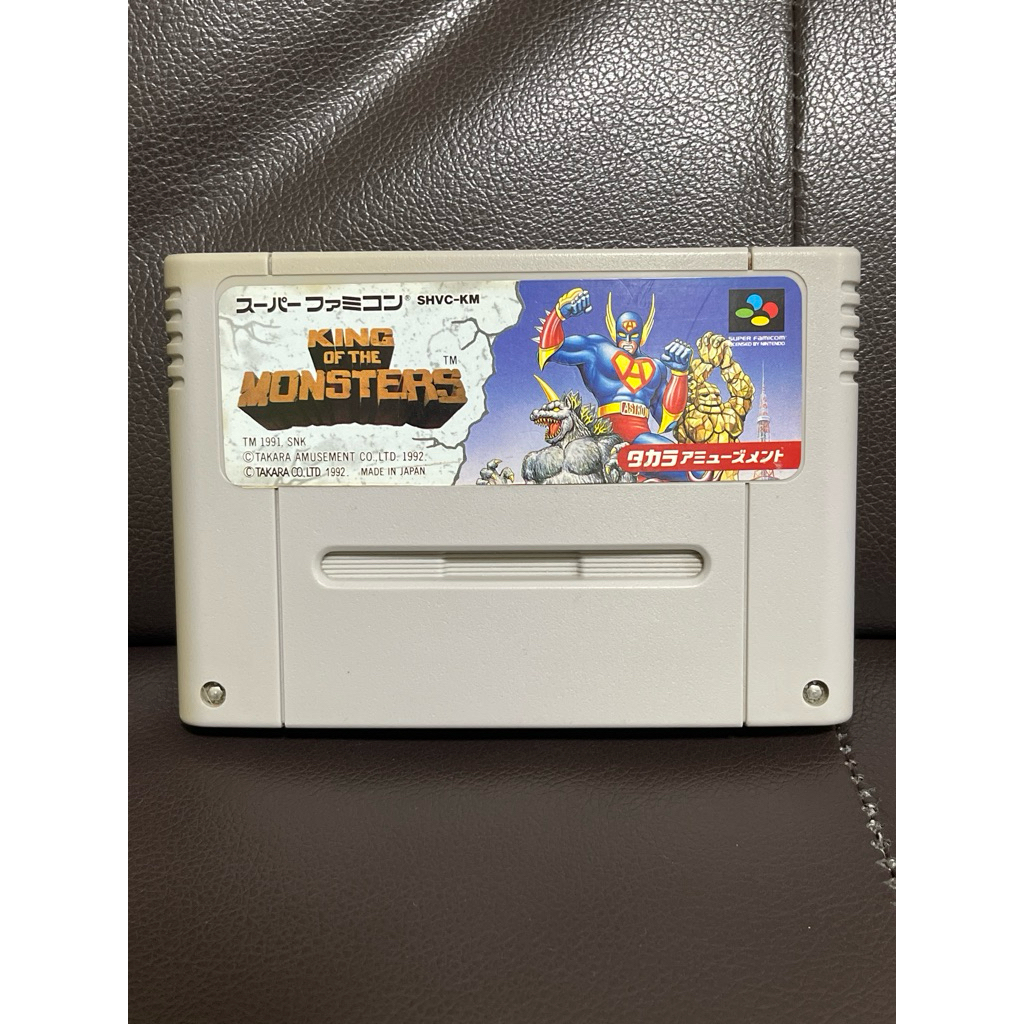 スーパーファミコン® SHVC-KM
KING
OF THE
MONSTERS™
TM 1991, SNK
©TAKARA AMUSEMENT CO., LTD. 1992.
©TAKARA CO., LTD. 1992. MADE IN JAPAN
A
ASTRO
SUPER FAMICOM
LICENSED BY NINTENDO
タカラアミューズメント